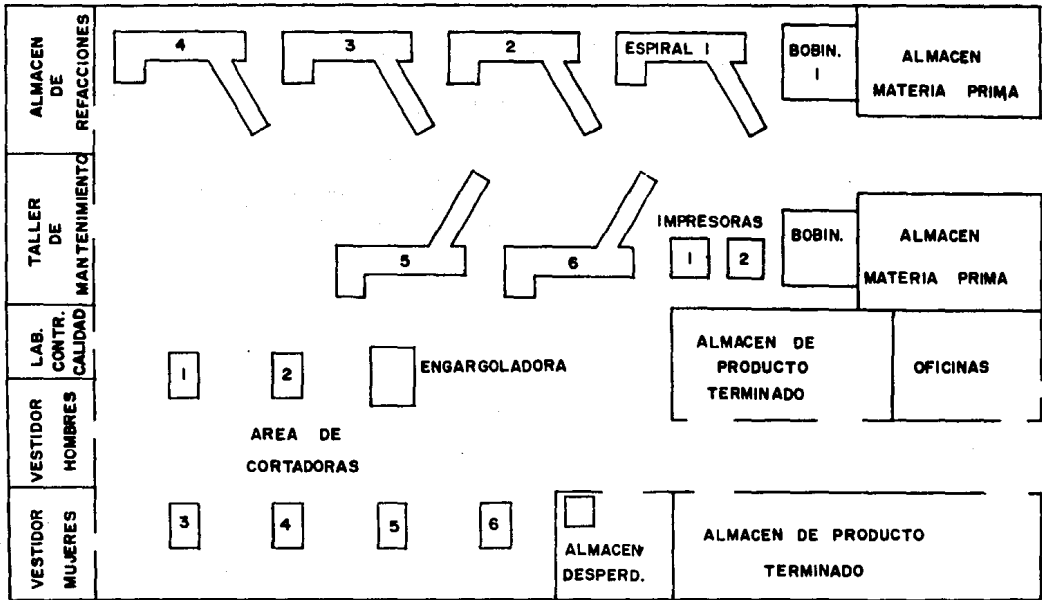 ALMACEN
DE
REFACCIONES
4
3
2
ESPIRAL 1
BOBIN.
1
ALMACEN
MATERIA PRIMA
TALLER
DE
MANTENIMIENTO
5
6
IMPRESORAS
1
2
BOBIN.
ALMACEN
MATERIA PRIMA
LAB.
CONTR.
CALIDAD
1
2
ENGARGOLADORA
ALMACEN DE
PRODUCTO
TERMINADO
OFICINAS
VESTIDOR
HOMBRES
AREA DE
CORTADORAS
VESTIDOR
MUJERES
3
4
5
6
ALMACEN
DESPERD.
ALMACEN DE PRODUCTO
TERMINADO